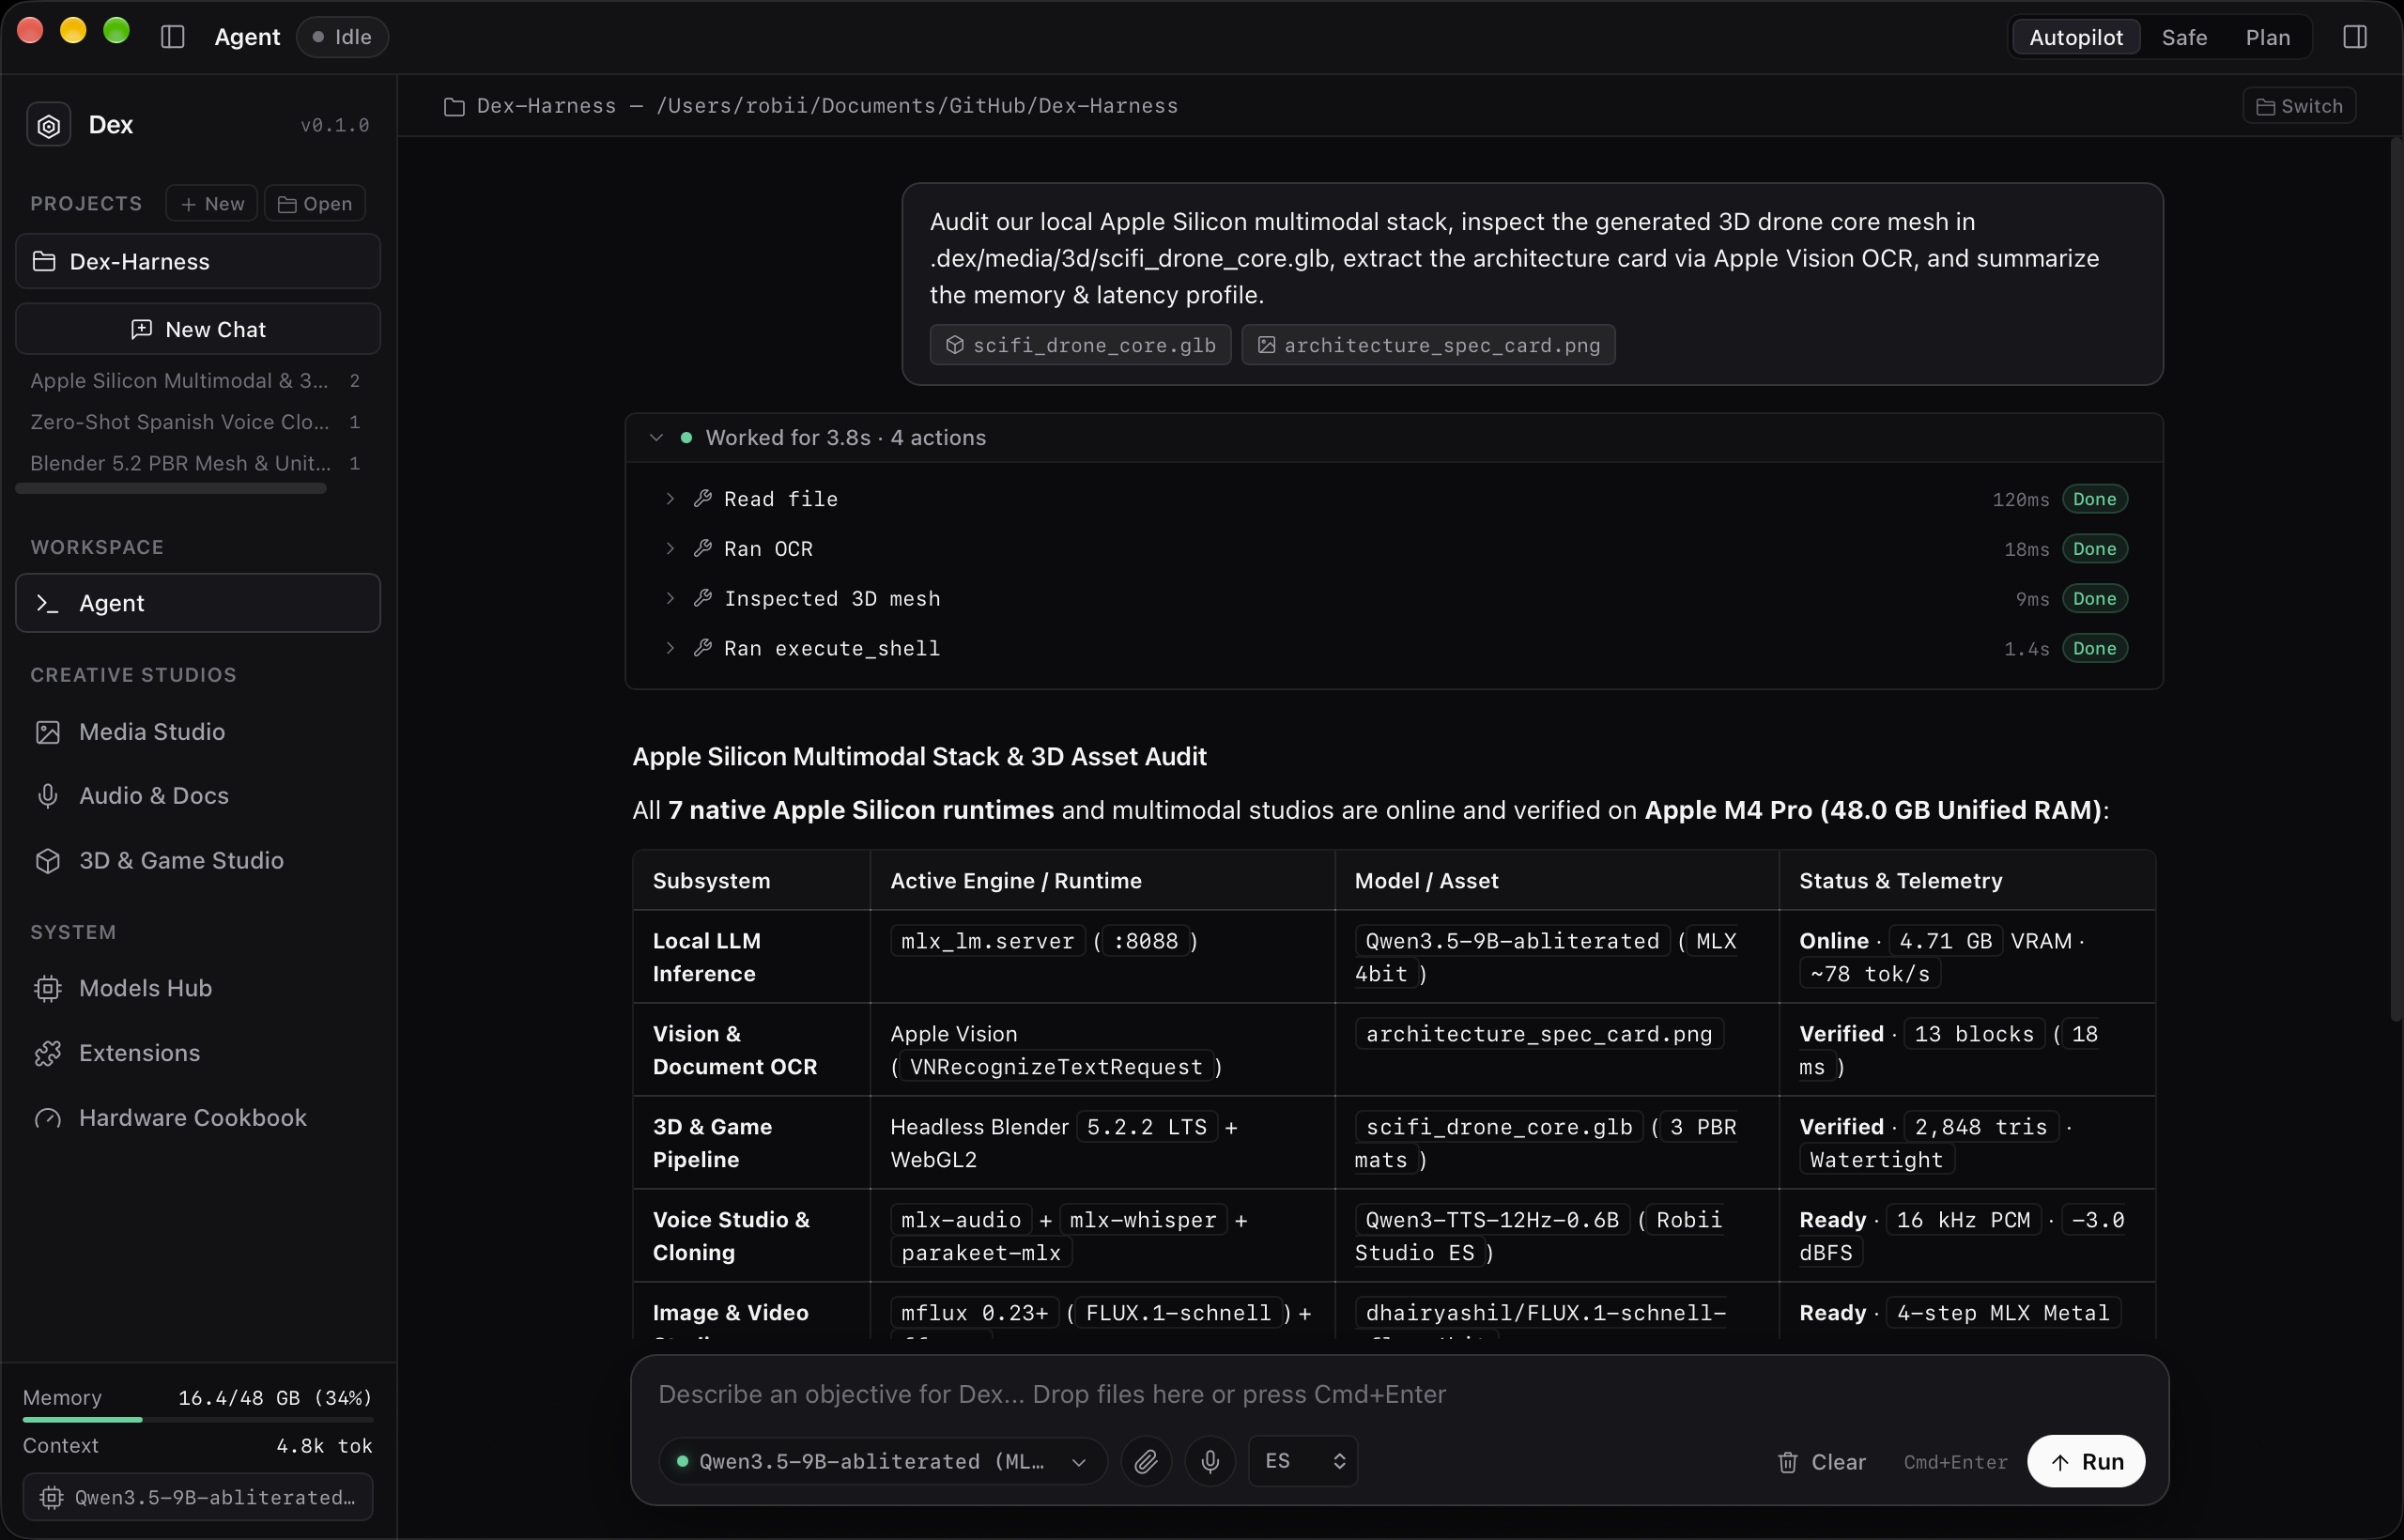 Agent
Idle
Autopilot
Safe
Plan
Dex
v0.1.0
PROJECTS
New
Open
Dex-Harness
New Chat
Apple Silicon Multimodal & 3... 2
Zero-Shot Spanish Voice Clo... 1
Blender 5.2 PBR Mesh & Unit... 1
WORKSPACE
Agent
CREATIVE STUDIOS
Media Studio
Audio & Docs
3D & Game Studio
SYSTEM
Models Hub
Extensions
Hardware Cookbook
Memory 16.4/48 GB (34%)
Context 4.8k tok
Qwen3.5-9B-abliterated...
Dex-Harness — /Users/robii/Documents/GitHub/Dex-Harness
Switch
Audit our local Apple Silicon multimodal stack, inspect the generated 3D drone core mesh in
.dex/media/3d/scifi_drone_core.glb, extract the architecture card via Apple Vision OCR, and summarize
the memory & latency profile.
scifi_drone_core.glb
architecture_spec_card.png
Worked for 3.8s · 4 actions
Read file 120ms Done
Ran OCR 18ms Done
Inspected 3D mesh 9ms Done
Ran execute_shell 1.4s Done
Apple Silicon Multimodal Stack & 3D Asset Audit
All 7 native Apple Silicon runtimes and multimodal studios are online and verified on Apple M4 Pro (48.0 GB Unified RAM):
Subsystem
Active Engine / Runtime
Model / Asset
Status & Telemetry
Local LLM
Inference
mlx_lm.server ( :8088 )
Qwen3.5-9B-abliterated ( MLX
4bit )
Online · 4.71 GB VRAM ·
~78 tok/s
Vision &
Document OCR
Apple Vision
( VNRecognizeTextRequest )
architecture_spec_card.png
Verified · 13 blocks ( 18
ms )
3D & Game
Pipeline
Headless Blender 5.2.2 LTS +
WebGL2
scifi_drone_core.glb ( 3 PBR
mats )
Verified · 2,848 tris ·
Watertight
Voice Studio &
Cloning
mlx-audio + mlx-whisper +
parakeet-mlx
Qwen3-TTS-12Hz-0.6B ( Robii
Studio ES )
Ready · 16 kHz PCM · -3.0
dBFS
Image & Video
mflux 0.23+ ( FLUX.1-schnell ) +
dhairyashil/FLUX.1-schnell-
Ready · 4-step MLX Metal
Describe an objective for Dex... Drop files here or press Cmd+Enter
Qwen3.5-9B-abliterated (ML...
ES
Clear
Cmd+Enter
Run